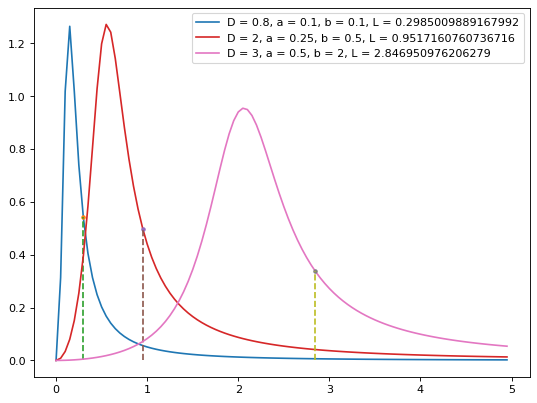 D = 0.8, a = 0.1, b = 0.1, L = 0.2985009889167992
D = 2, a = 0.25, b = 0.5, L = 0.9517160760736716
D = 3, a = 0.5, b = 2, L = 2.846950976206279
1.2
1.0
0.8
0.6
0.4
0.2
0.0
0 1 2 3 4 5